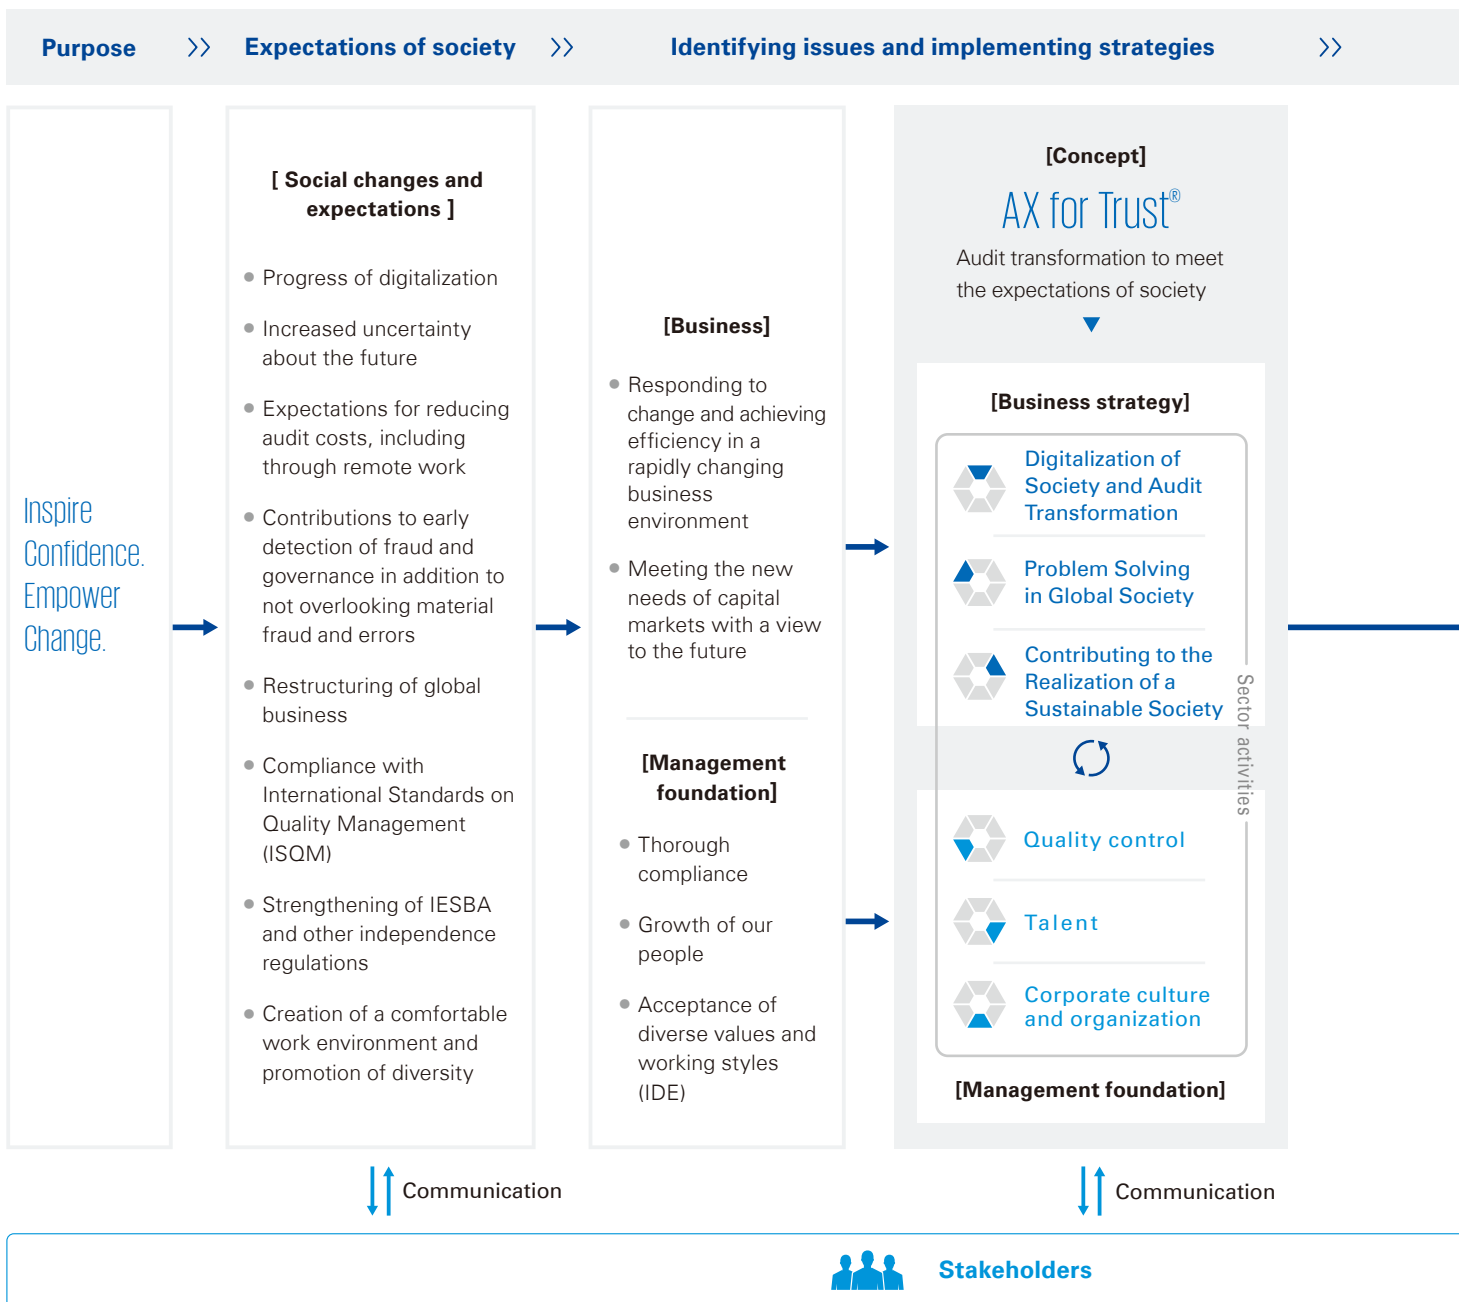 Purpose
Expectations of society
Identifying issues and implementing strategies
Inspire
Confidence.
Empower
Change.
[ Social changes and
expectations ]
Progress of digitalization
Increased uncertainty
about the future
Expectations for reducing
audit costs, including
through remote work
Contributions to early
detection of fraud and
governance in addition to
not overlooking material
fraud and errors
Restructuring of global
business
Compliance with
International Standards on
Quality Management
(ISQM)
Strengthening of IESBA
and other independence
regulations
Creation of a comfortable
work environment and
promotion of diversity
[Business]
Responding to
change and achieving
efficiency in a
rapidly changing
business
environment
Meeting the new
needs of capital
markets with a view
to the future
[Management
foundation]
Thorough
compliance
Growth of our
people
Acceptance of
diverse values and
working styles
(IDE)
[Concept]
AX for Trust®
Audit transformation to meet
the expectations of society
[Business strategy]
Digitalization of
Society and Audit
Transformation
Problem Solving
in Global Society
Contributing to the
Realization of a
Sustainable Society
Sector activities
Quality control
Talent
Corporate culture
and organization
[Management foundation]
Communication
Communication
Stakeholders